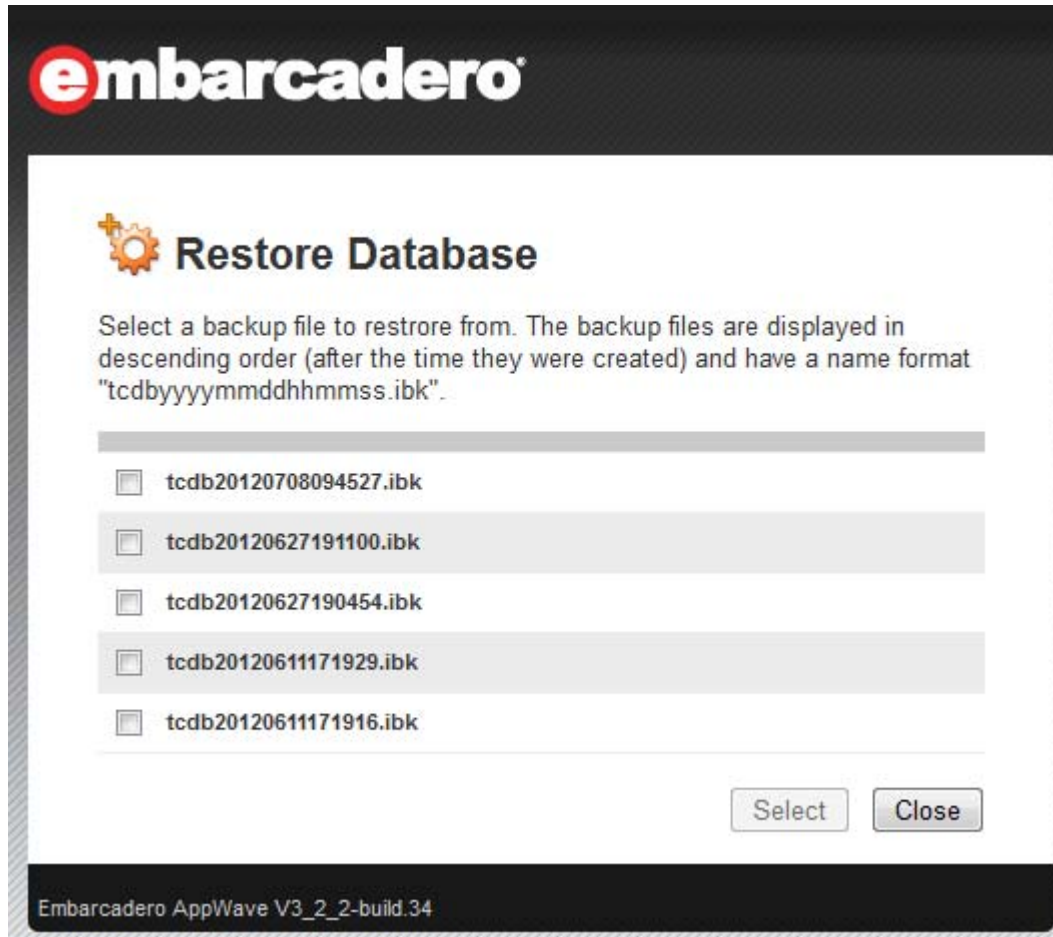 embarcadero®
Restore Database
Select a backup file to restrore from. The backup files are displayed in
descending order (after the time they were created) and have a name format
"tcdbyyyymmddhhmmss.ibk".
tcdb20120708094527.ibk
tcdb20120627191100.ibk
tcdb20120627190454.ibk
tcdb20120611171929.ibk
tcdb20120611171916.ibk
Select Close
Embarcadero AppWave V3_2_2-build.34